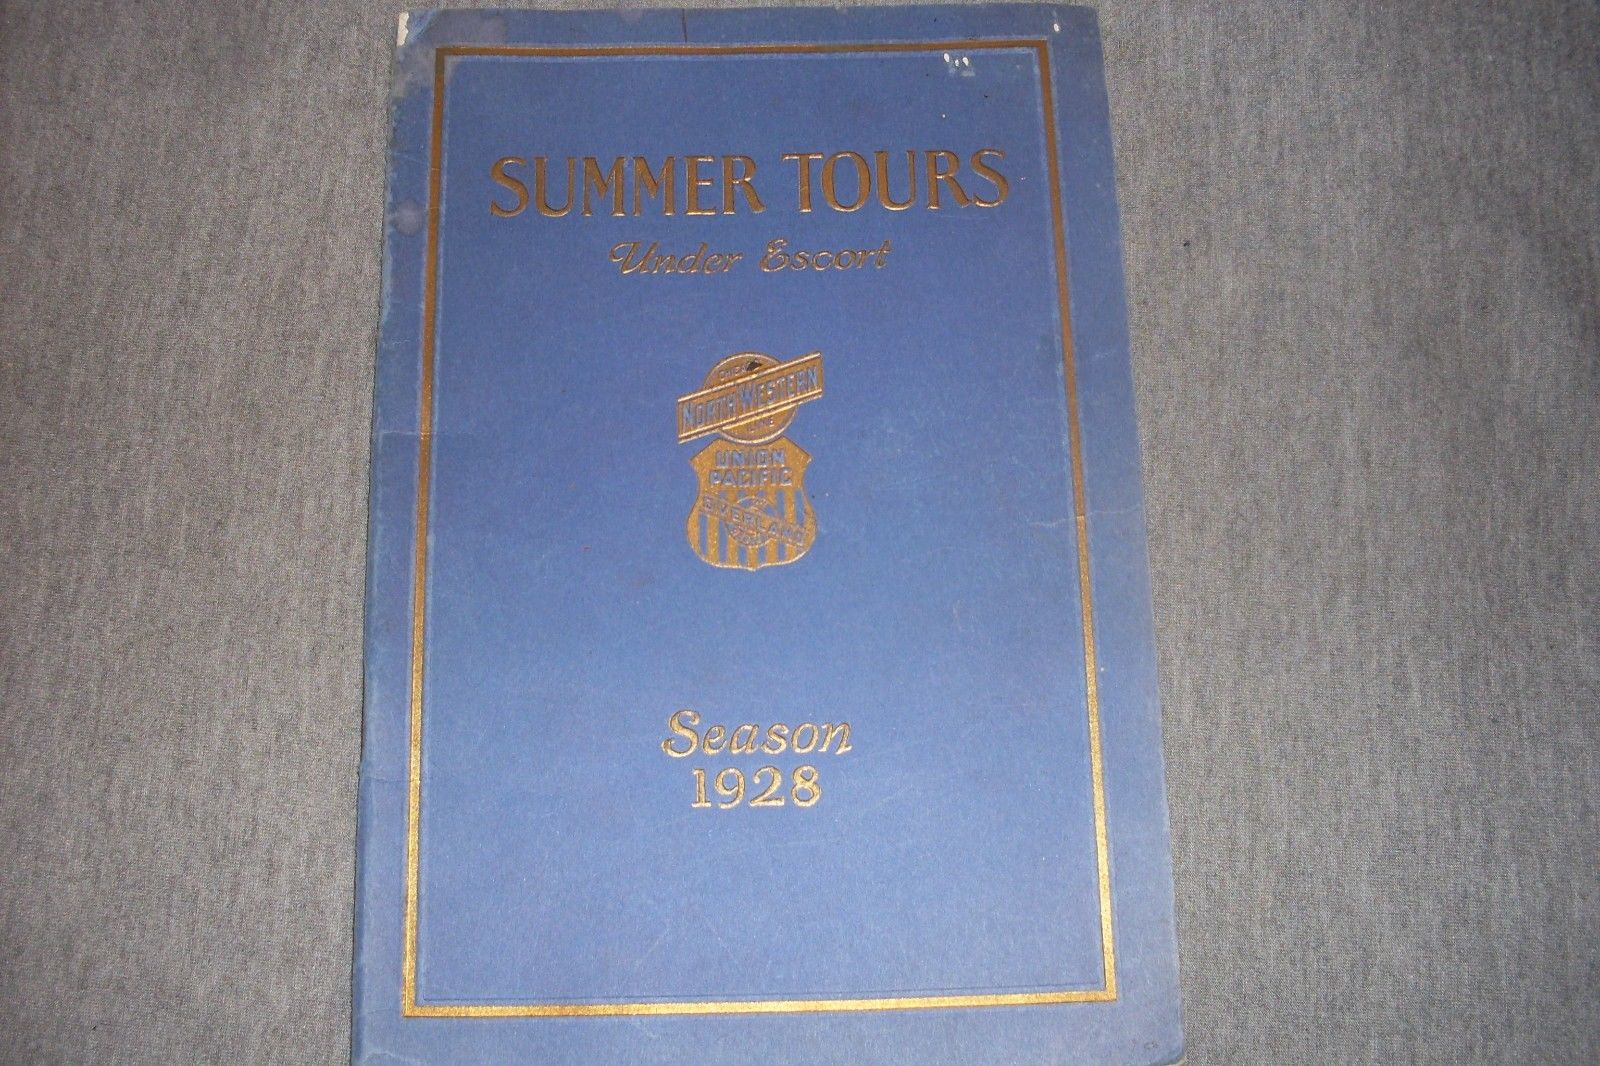 SUMMER TOURS
Under Escort
NORTH WESTERN
LINE
UNION
PACIFIC
OVERLAND
Season
1928